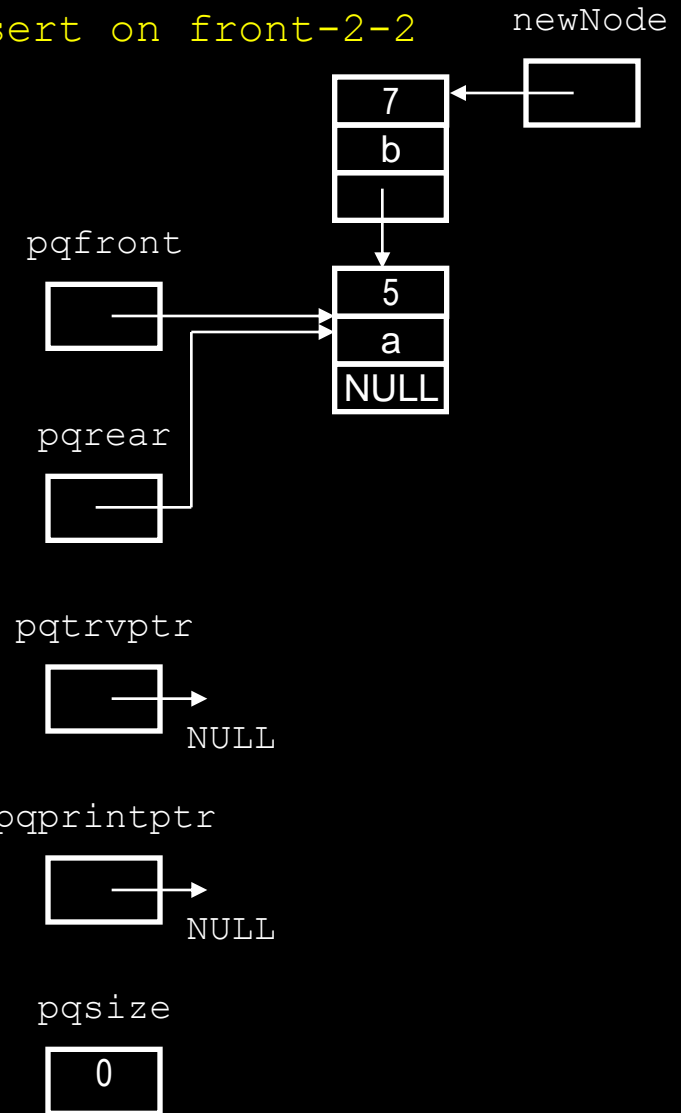 sert on front-2-2
newNode
7
b
pqfront
5
a
NULL
pqrear
pqtrvptr
NULL
pqprintptr
NULL
pqsize
0